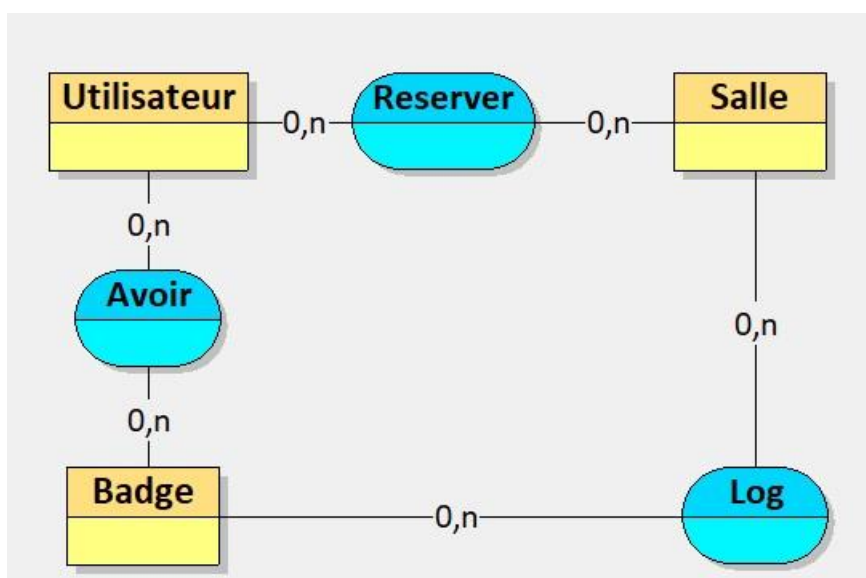 Utilisateur
0,n
Reserver
0,n
Salle
0,n
Avoir
0,n
0,n
Badge
0,n
Log